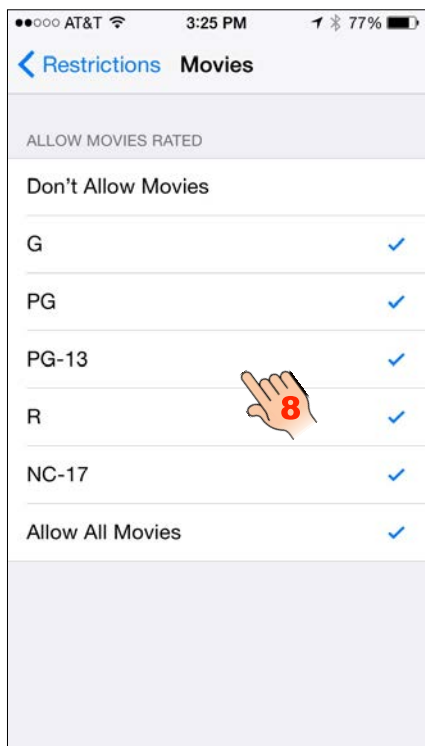 AT&T 3:25 PM 77%
Restrictions Movies
ALLOW MOVIES RATED
Don't Allow Movies
G
PG
PG-13
8
R
NC-17
Allow All Movies